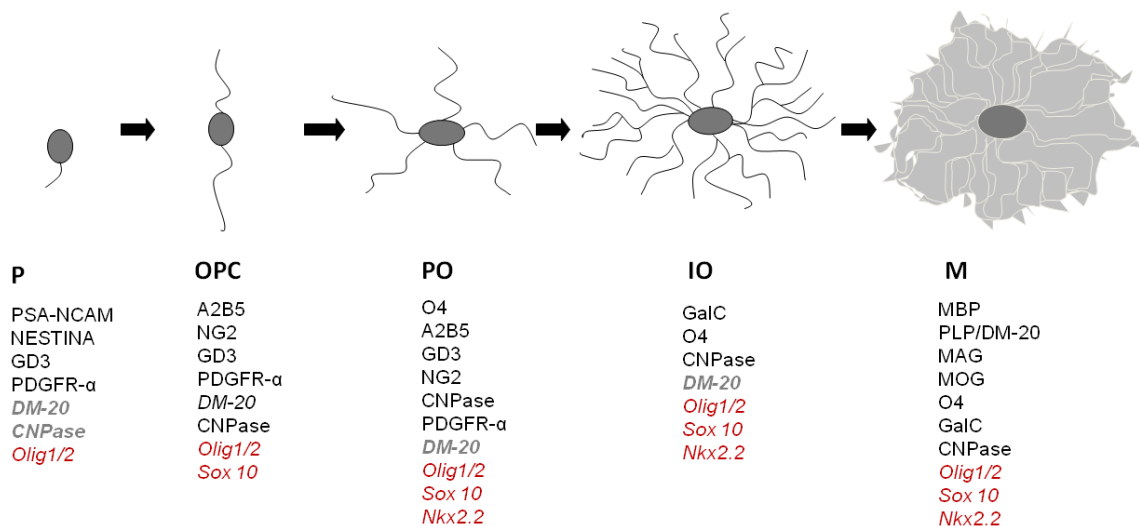 P
PSA-NCAM
NESTINA
GD3
PDGFR-α
DM-20
CNPase
Olig1/2
OPC
A2B5
NG2
GD3
PDGFR-α
DM-20
CNPase
Olig1/2
Sox 10
PO
O4
A2B5
GD3
NG2
CNPase
PDGFR-α
DM-20
Olig1/2
Sox 10
Nkx2.2
IO
GalC
O4
CNPase
DM-20
Olig1/2
Sox 10
Nkx2.2
M
MBP
PLP/DM-20
MAG
MOG
O4
GalC
CNPase
Olig1/2
Sox 10
Nkx2.2